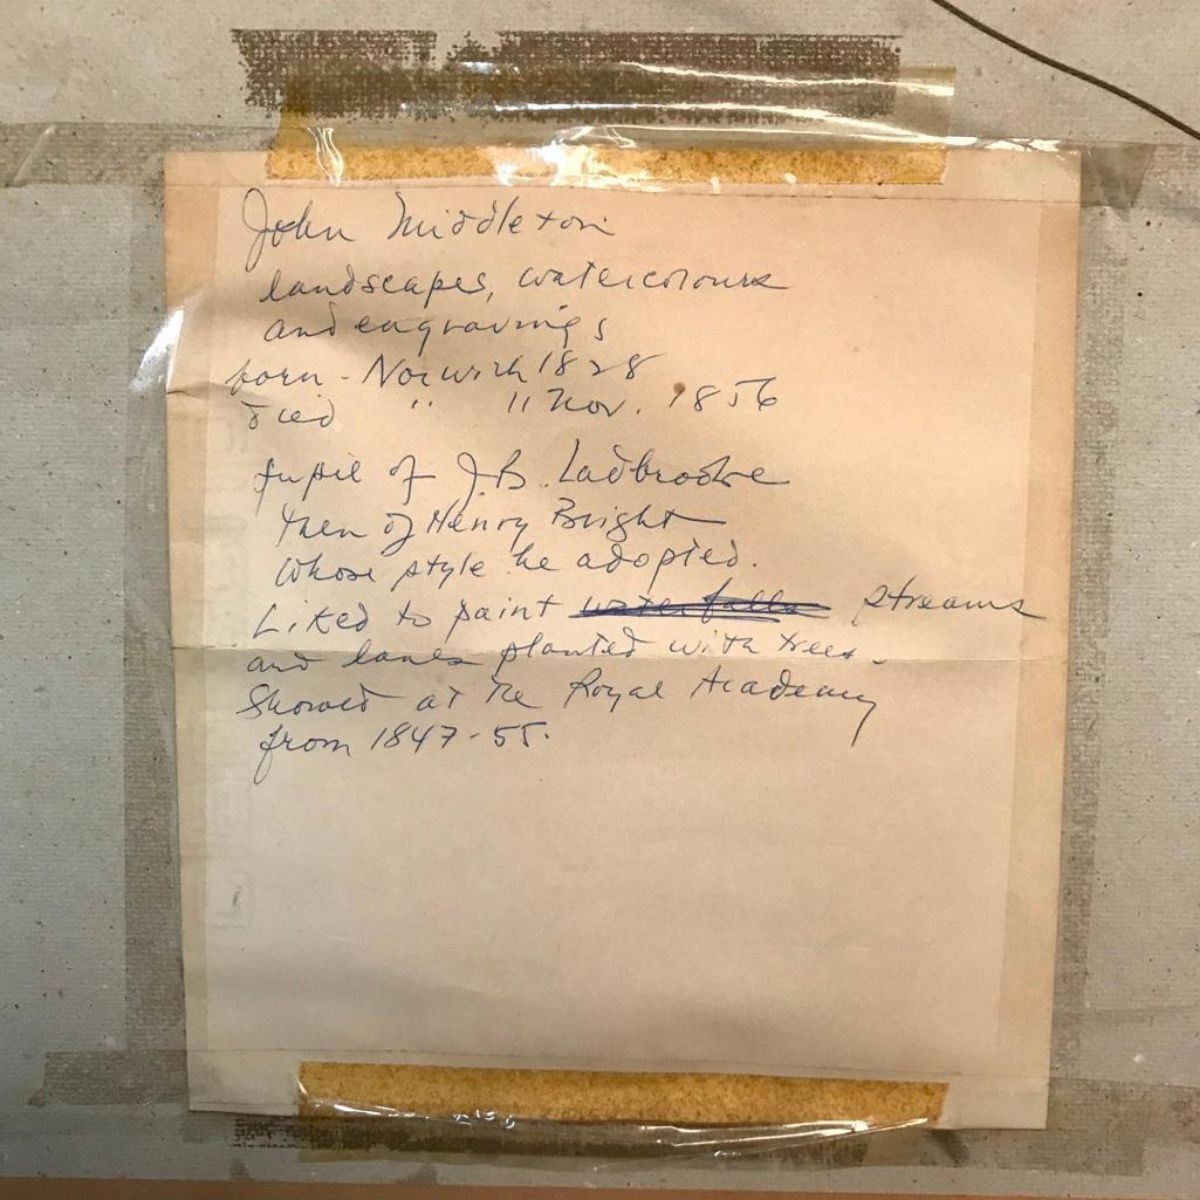 John Middleton
landscapes, watercolours
and engravings
born - Norwich 1828
died " 11 Nov. 1856
pupil of J.B. Ladbrooke
then of Henry Bright
whose style he adopted.
Liked to paint waterfalls streams
and lanes planted with trees.
Showed at the Royal Academy
from 1847-55.